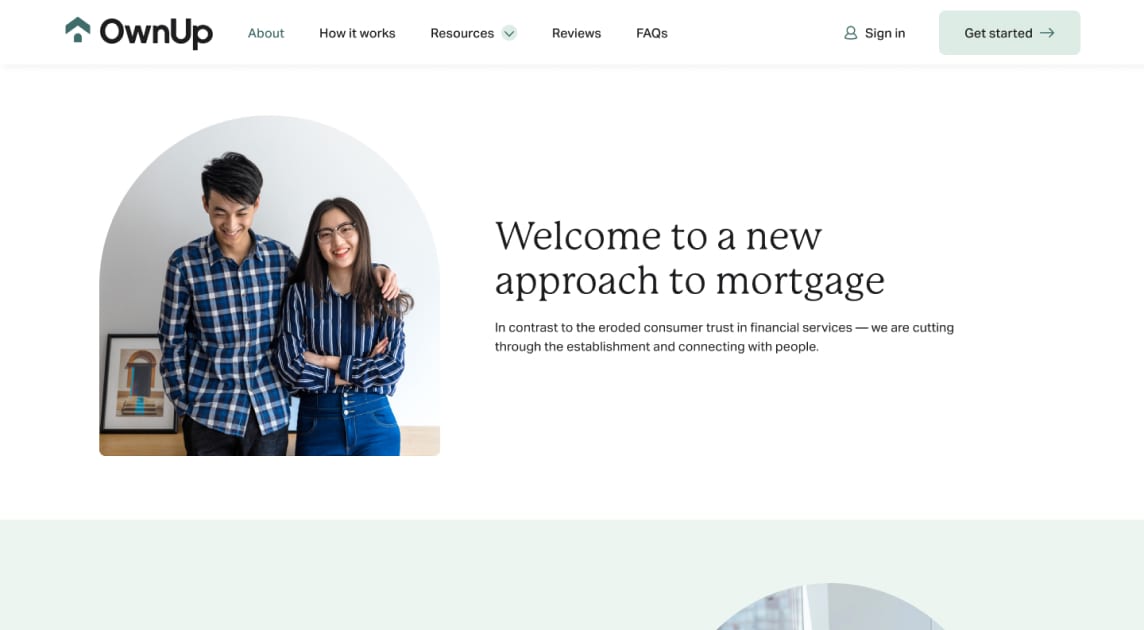 OwnUp
About
How it works
Resources
Reviews
FAQs
Sign in
Get started
Welcome to a new
approach to mortgage
In contrast to the eroded consumer trust in financial services — we are cutting
through the establishment and connecting with people.